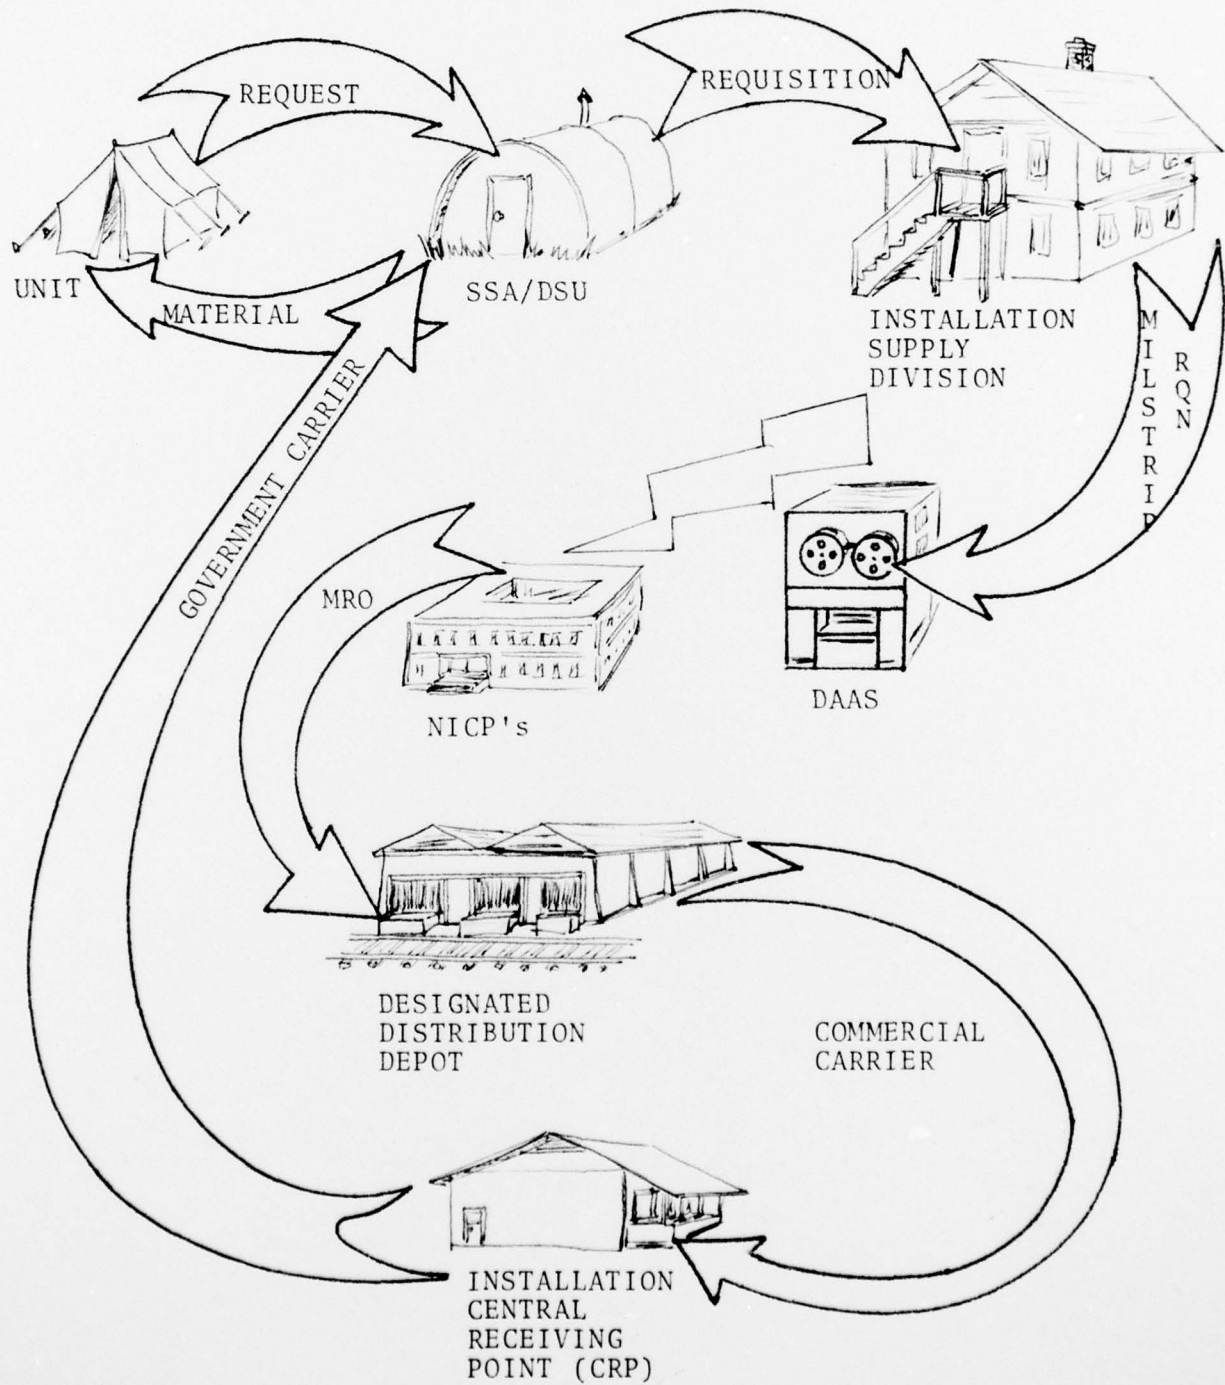 REQUEST
REQUISITION
UNIT
MATERIAL
SSA/DSU
INSTALLATION
SUPPLY
DIVISION
MILSTRIP
RQN
GOVERNMENT CARRIER
MRO
NICP's
DAAS
DESIGNATED
DISTRIBUTION
DEPOT
COMMERCIAL
CARRIER
INSTALLATION
CENTRAL
RECEIVING
POINT (CRP)